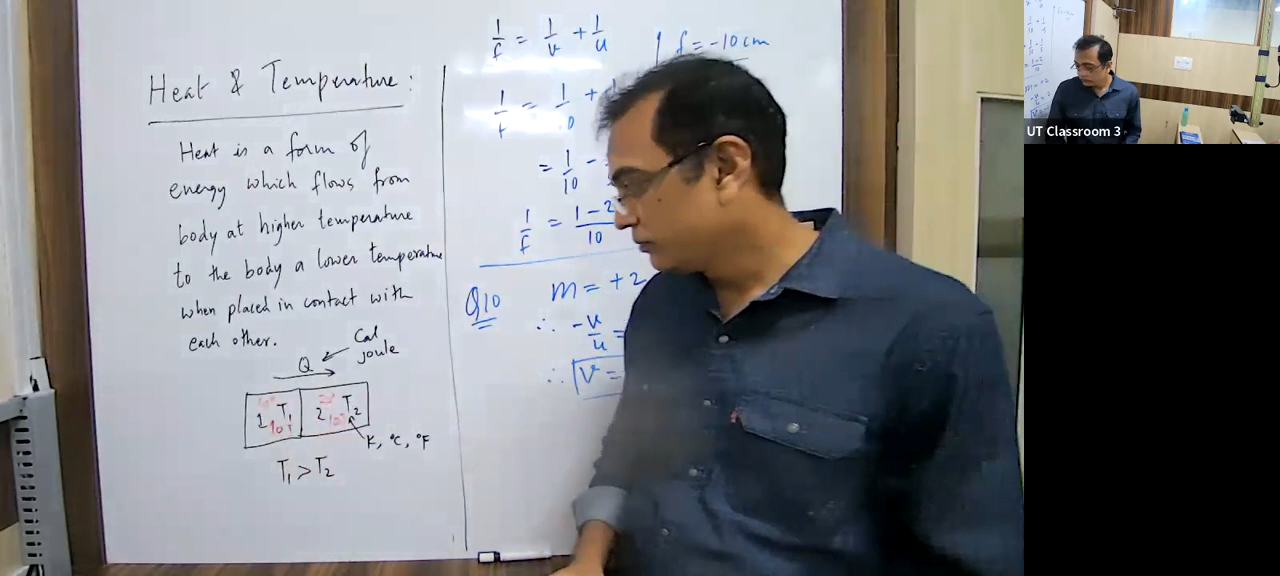 Heat & Temperature:
Heat is a form of
energy which flows from
body at higher temperature
to the body a lower temperature
when placed in contact with
each other.
Q
Cal
joule
1 T₁
2 T₂
K, °C, °F
T₁ > T₂
1/f = 1/v + 1/u
f = -10 cm
1/f = 1/10 +
= 1/10 -
1/f = 1-2/10
Q10 m = +2
∴ -v/u =
∴ v =
UT Classroom 3